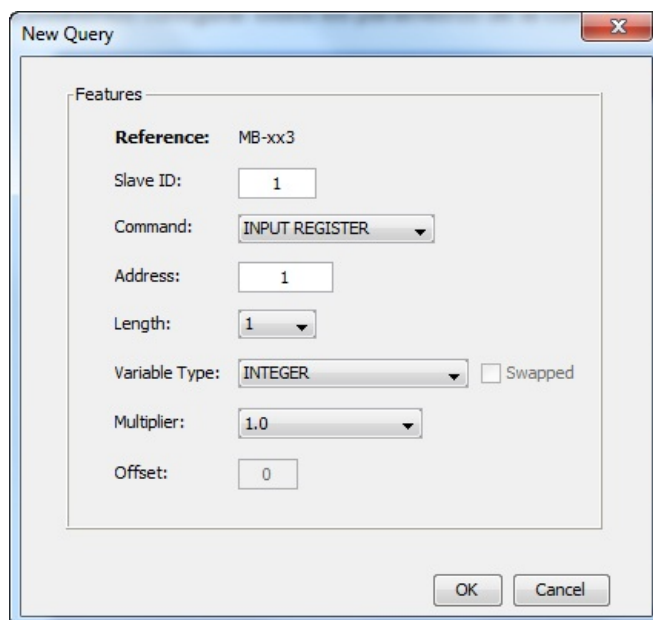 New Query
Features
Reference: MB-xx3
Slave ID: 1
Command: INPUT REGISTER
Address: 1
Length: 1
Variable Type: INTEGER Swapped
Multiplier: 1.0
Offset: 0
OK Cancel